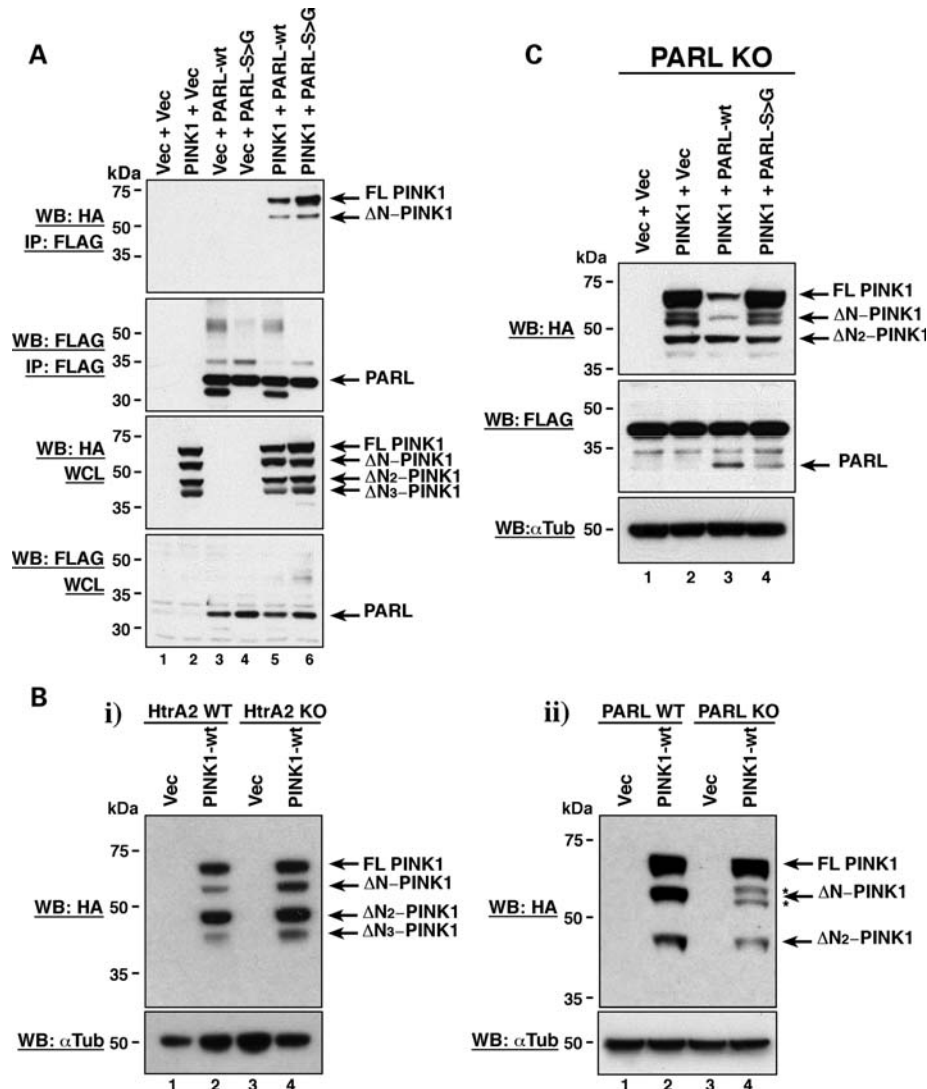 A
Vec + Vec
PINK1 + Vec
Vec + PARL-wt
Vec + PARL-S>G
PINK1 + PARL-wt
PINK1 + PARL-S>G
kDa
75
50
35
WB: HA
IP: FLAG
FL PINK1
ΔN-PINK1
50
35
30
WB: FLAG
IP: FLAG
PARL
75
50
35
WB: HA
WCL
FL PINK1
ΔN-PINK1
ΔN2-PINK1
ΔN3-PINK1
50
35
30
WB: FLAG
WCL
PARL
1 2 3 4 5 6
C
PARL KO
Vec + Vec
PINK1 + Vec
PINK1 + PARL-wt
PINK1 + PARL-S>G
kDa
75
50
35
WB: HA
FL PINK1
ΔN-PINK1
ΔN2-PINK1
50
35
WB: FLAG
PARL
WB:αTub
50
1 2 3 4
B
i)
HtrA2 WT HtrA2 KO
Vec
PINK1-wt
Vec
PINK1-wt
kDa
75
50
35
WB: HA
FL PINK1
ΔN-PINK1
ΔN2-PINK1
ΔN3-PINK1
WB: αTub
50
1 2 3 4
ii)
PARL WT PARL KO
Vec
PINK1-wt
Vec
PINK1-wt
kDa
75
50
35
WB: HA
FL PINK1
*
ΔN-PINK1
*
ΔN2-PINK1
WB: αTub
50
1 2 3 4